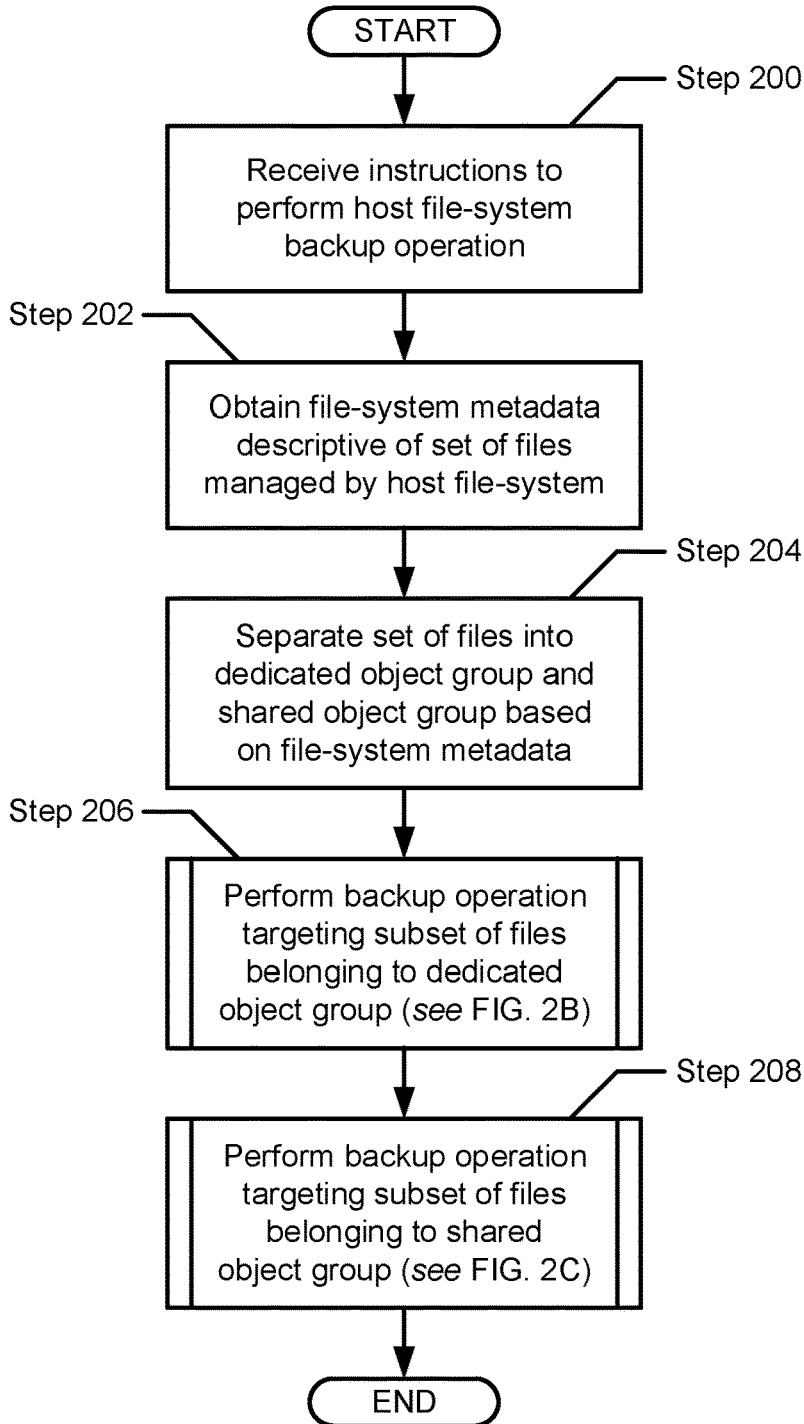 START
Step 200
Receive instructions to
perform host file-system
backup operation
Step 202
Obtain file-system metadata
descriptive of set of files
managed by host file-system
Step 204
Separate set of files into
dedicated object group and
shared object group based
on file-system metadata
Step 206
Perform backup operation
targeting subset of files
belonging to dedicated
object group (see FIG. 2B)
Step 208
Perform backup operation
targeting subset of files
belonging to shared
object group (see FIG. 2C)
END